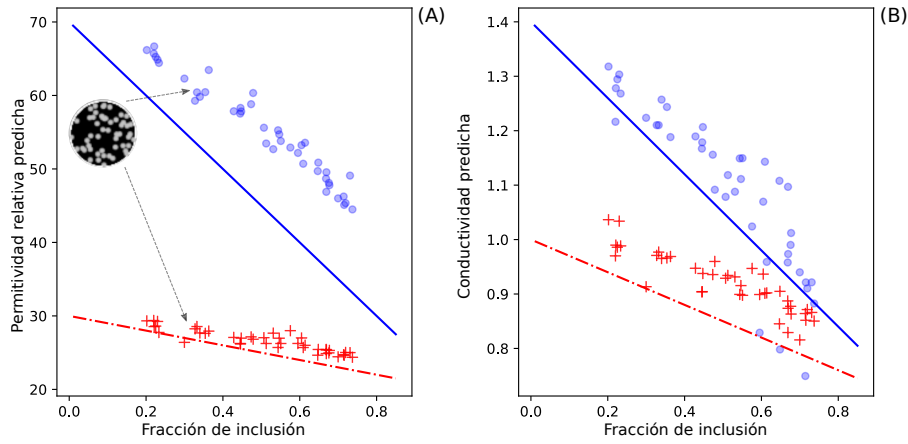 (A)
Permitividad relativa predicha
70
60
50
40
30
20
0.0 0.2 0.4 0.6 0.8
Fracción de inclusión
(B)
Conductividad predicha
1.4
1.3
1.2
1.1
1.0
0.9
0.8
0.0 0.2 0.4 0.6 0.8
Fracción de inclusión